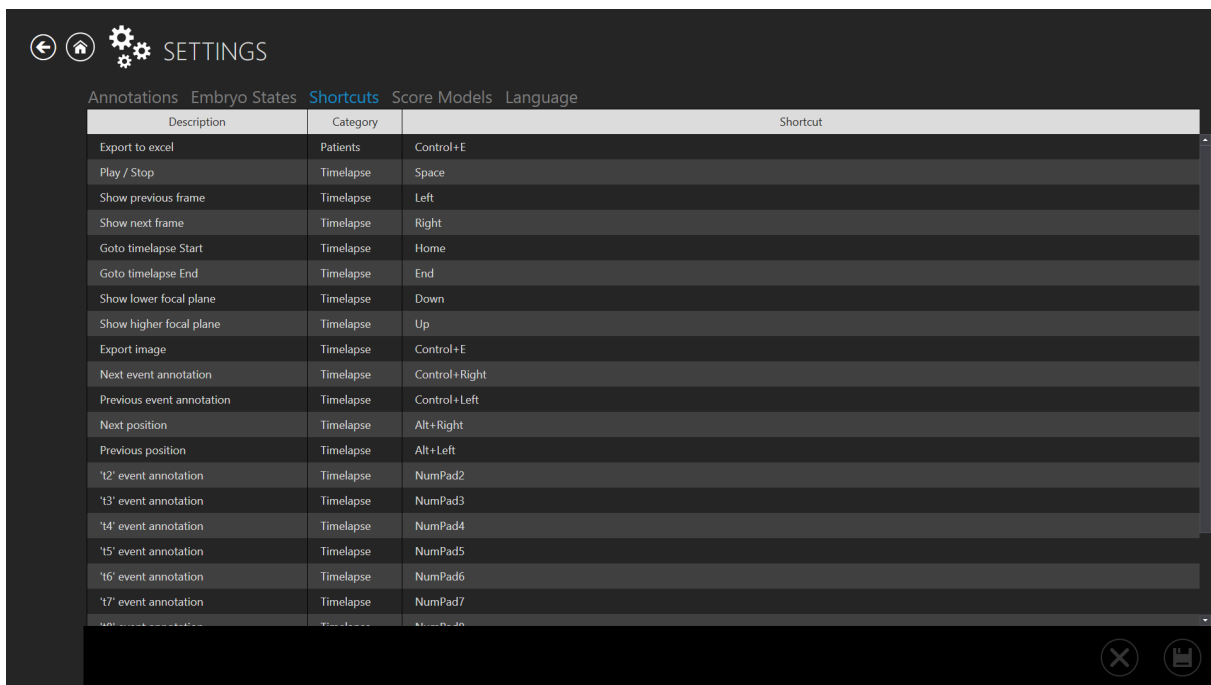 SETTINGS
Annotations Embryo States Shortcuts Score Models Language
Description Category Shortcut
Export to excel Patients Control+E
Play / Stop Timelapse Space
Show previous frame Timelapse Left
Show next frame Timelapse Right
Goto timelapse Start Timelapse Home
Goto timelapse End Timelapse End
Show lower focal plane Timelapse Down
Show higher focal plane Timelapse Up
Export image Timelapse Control+E
Next event annotation Timelapse Control+Right
Previous event annotation Timelapse Control+Left
Next position Timelapse Alt+Right
Previous position Timelapse Alt+Left
't2' event annotation Timelapse NumPad2
't3' event annotation Timelapse NumPad3
't4' event annotation Timelapse NumPad4
't5' event annotation Timelapse NumPad5
't6' event annotation Timelapse NumPad6
't7' event annotation Timelapse NumPad7